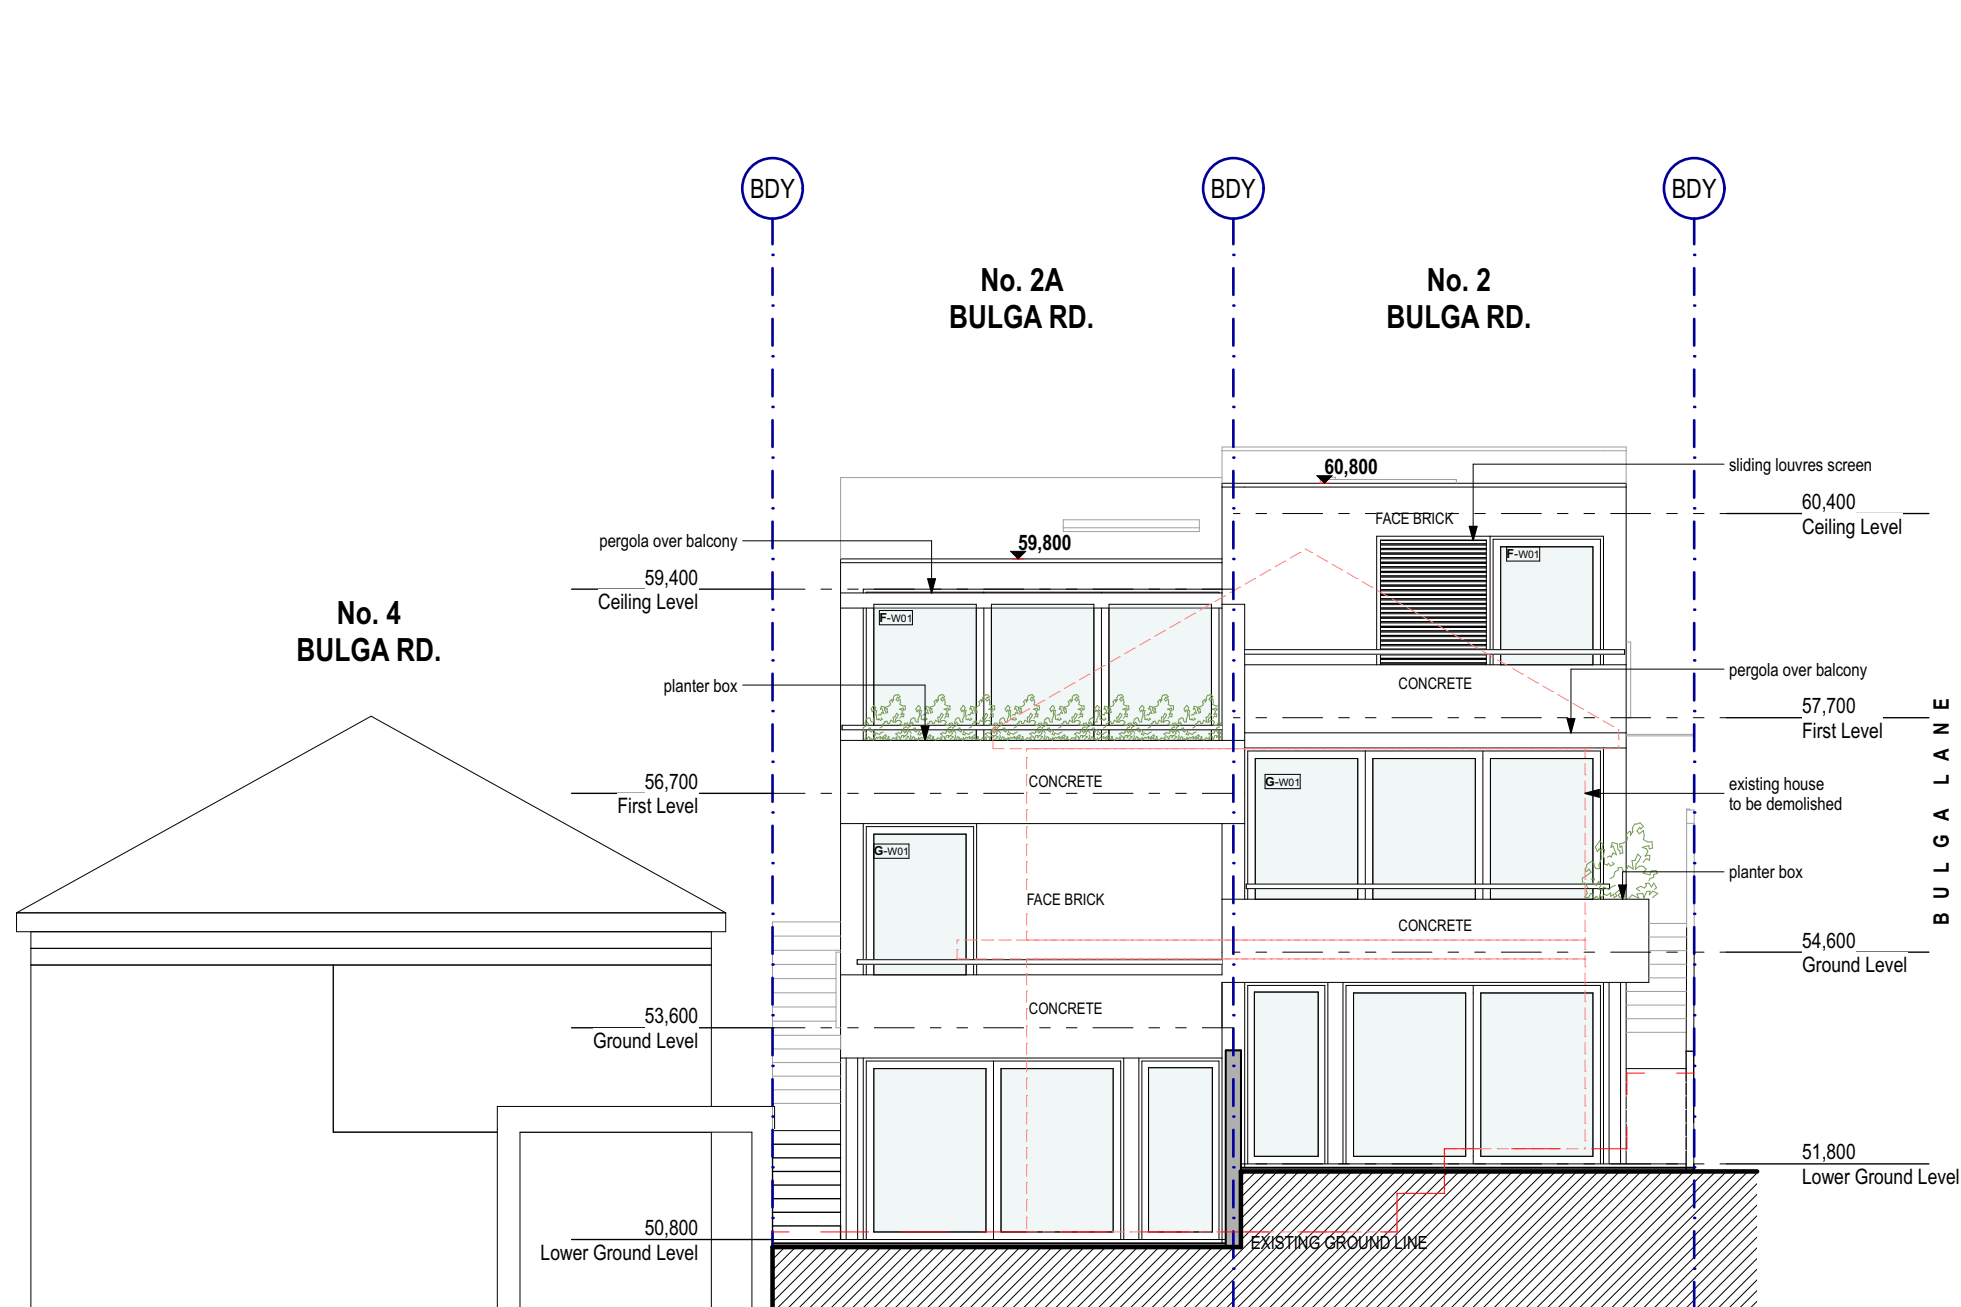 BDY
BDY
BDY
No. 2A
BULGA RD.
No. 2
BULGA RD.
60,800
sliding louvres screen
60,400
Ceiling Level
FACE BRICK
pergola over balcony
59,800
F-W01
59,400
Ceiling Level
No. 4
BULGA RD.
F-W01
planter box
CONCRETE
pergola over balcony
57,700
First Level
56,700
First Level
CONCRETE
G-W01
existing house
to be demolished
G-W01
planter box
FACE BRICK
CONCRETE
BULGA LANE
54,600
Ground Level
53,600
Ground Level
CONCRETE
51,800
Lower Ground Level
50,800
Lower Ground Level
EXISTING GROUND LINE